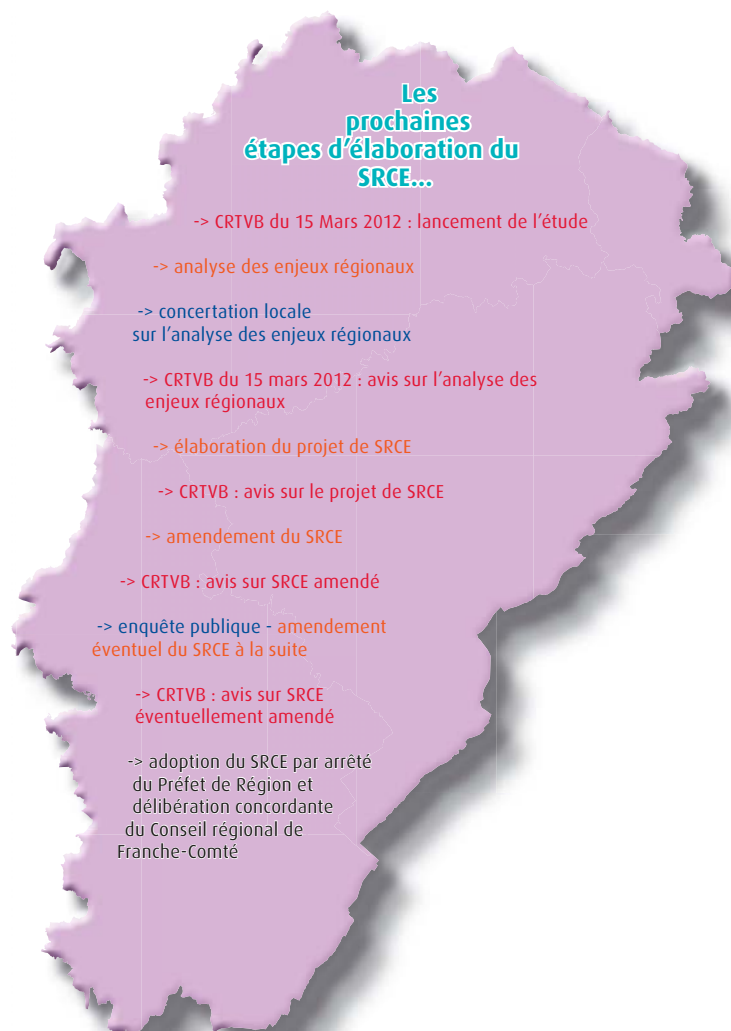 Les
prochaines
étapes d'élaboration du
SRCE...
-> CRTVB du 15 Mars 2012 : lancement de l'étude
-> analyse des enjeux régionaux
-> concertation locale
sur l'analyse des enjeux régionaux
-> CRTVB du 15 mars 2012 : avis sur l'analyse des
enjeux régionaux
-> élaboration du projet de SRCE
-> CRTVB : avis sur le projet de SRCE
-> amendement du SRCE
-> CRTVB : avis sur SRCE amendé
-> enquête publique - amendement
éventuel du SRCE à la suite
-> CRTVB : avis sur SRCE
éventuellement amendé
-> adoption du SRCE par arrêté
du Préfet de Région et
délibération concordante
du Conseil régional de
Franche-Comté